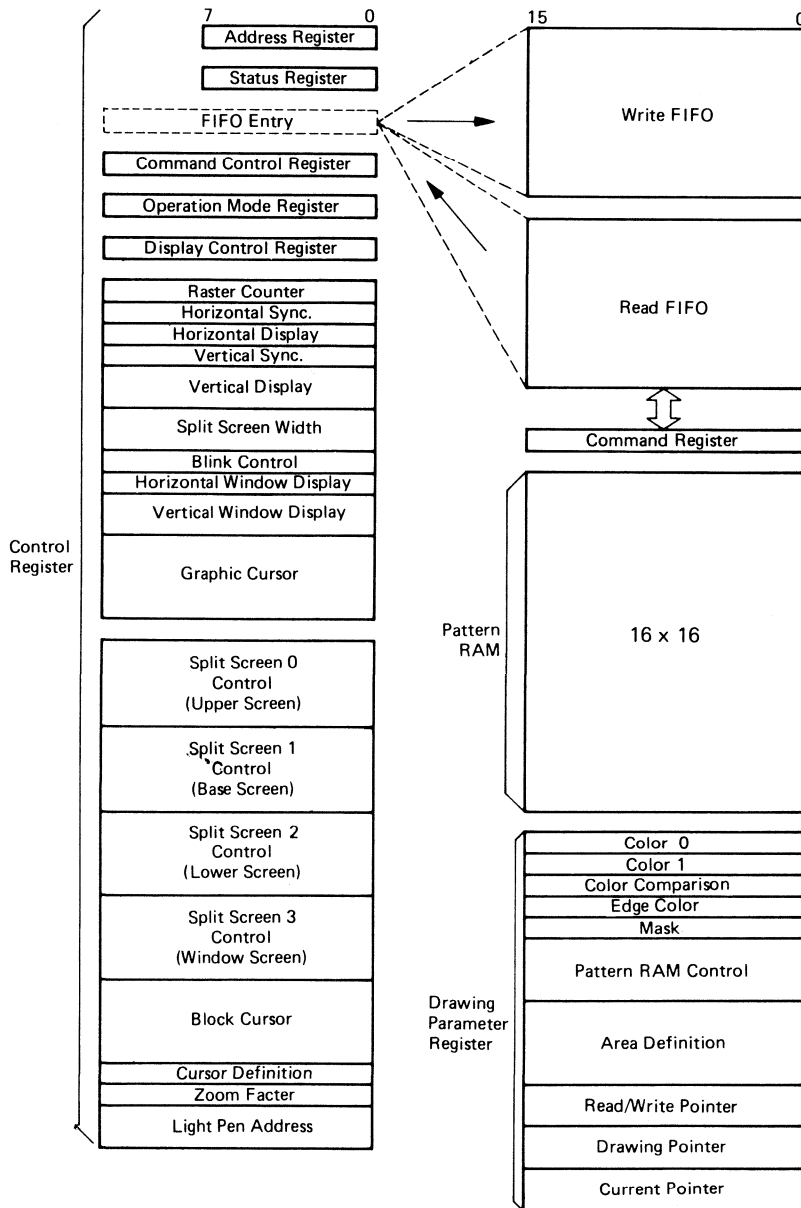 7 0
Address Register
Status Register
FIFO Entry
Command Control Register
Operation Mode Register
Display Control Register
Raster Counter
Horizontal Sync.
Horizontal Display
Vertical Sync.
Vertical Display
Split Screen Width
Blink Control
Horizontal Window Display
Vertical Window Display
Graphic Cursor
Control
Register
Split Screen 0
Control
(Upper Screen)
Split Screen 1
Control
(Base Screen)
Split Screen 2
Control
(Lower Screen)
Split Screen 3
Control
(Window Screen)
Block Cursor
Cursor Definition
Zoom Facter
Light Pen Address
15 0
Write FIFO
Read FIFO
Command Register
Pattern
RAM
16 x 16
Color 0
Color 1
Color Comparison
Edge Color
Mask
Pattern RAM Control
Drawing
Parameter
Register
Area Definition
Read/Write Pointer
Drawing Pointer
Current Pointer